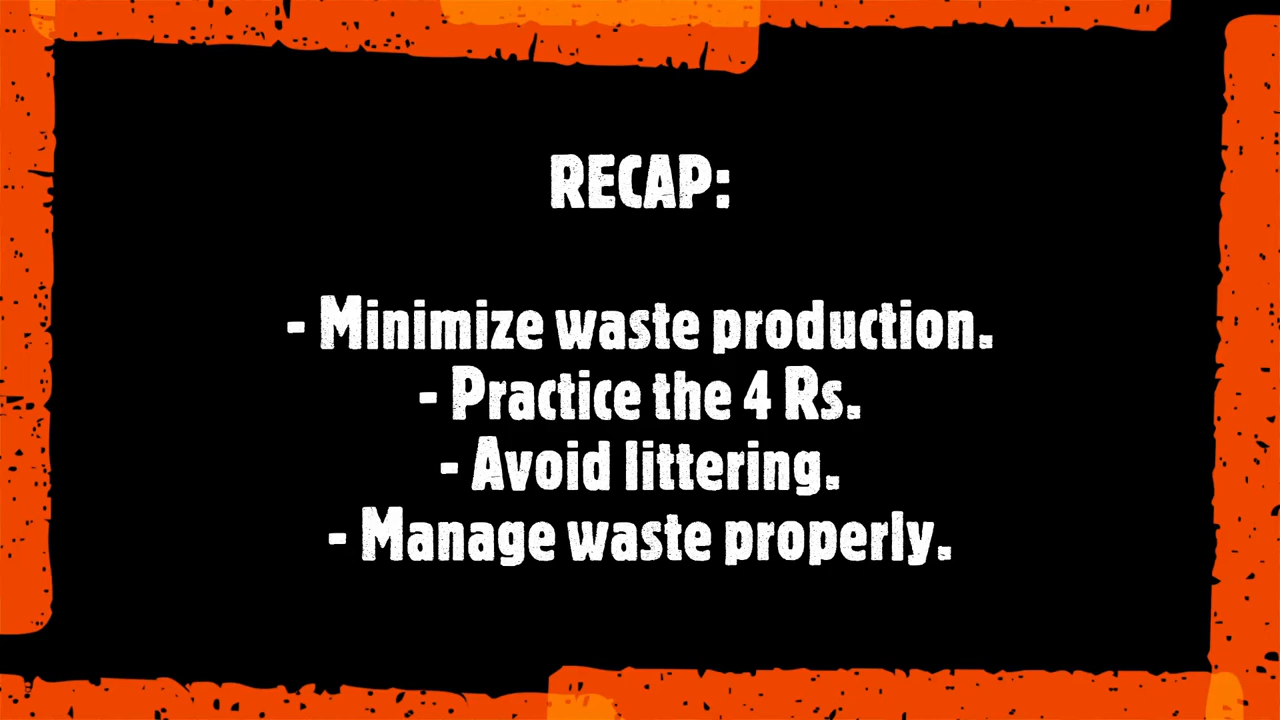 RECAP:
- Minimize waste production.
- Practice the 4 Rs.
- Avoid littering.
- Manage waste properly.